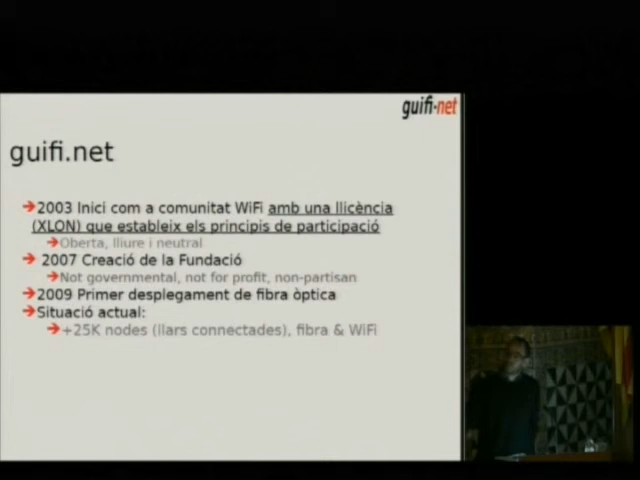 guifi·net
guifi.net
2003 Inici com a comunitat WiFi amb una llicència
(XLON) que estableix els principis de participació
Oberta, lliure i neutral
2007 Creació de la Fundació
Not governmental, not for profit, non-partisan
2009 Primer desplegament de fibra òptica
Situació actual:
+25K nodes (llars connectades), fibra & WiFi